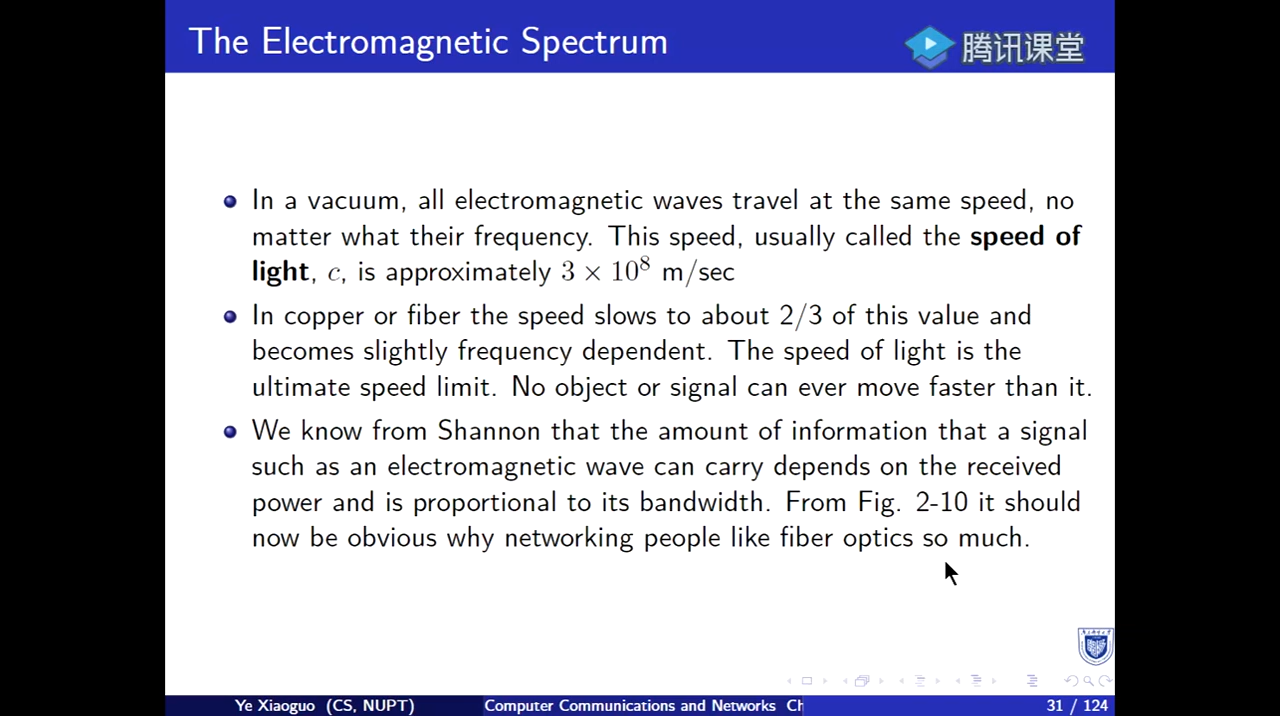 The Electromagnetic Spectrum
腾讯课堂
In a vacuum, all electromagnetic waves travel at the same speed, no
matter what their frequency. This speed, usually called the speed of
light, c, is approximately 3 × 10⁸ m/sec
In copper or fiber the speed slows to about 2/3 of this value and
becomes slightly frequency dependent. The speed of light is the
ultimate speed limit. No object or signal can ever move faster than it.
We know from Shannon that the amount of information that a signal
such as an electromagnetic wave can carry depends on the received
power and is proportional to its bandwidth. From Fig. 2-10 it should
now be obvious why networking people like fiber optics so much.
Ye Xiaoguo (CS, NUPT)
Computer Communications and Networks Ch
31 / 124